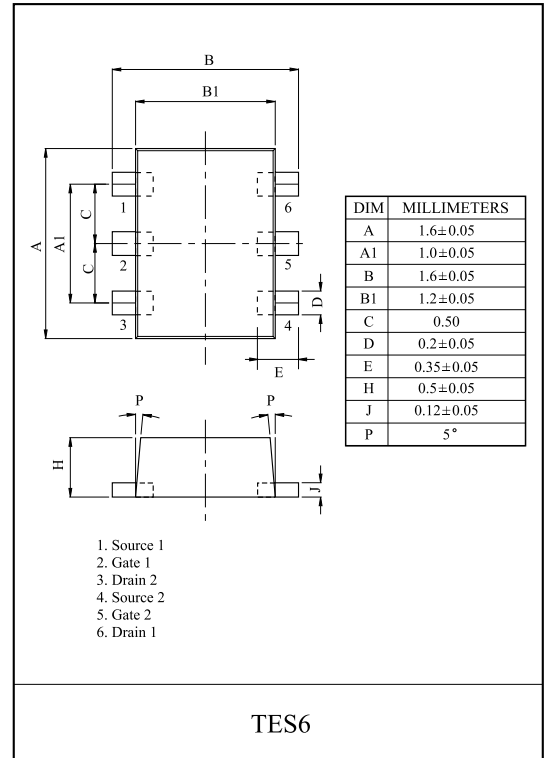 B
B1
A
A1
C
C
1
2
3
6
5
4
D
E
P
P
H
J
DIM MILLIMETERS
A 1.6±0.05
A1 1.0±0.05
B 1.6±0.05
B1 1.2±0.05
C 0.50
D 0.2±0.05
E 0.35±0.05
H 0.5±0.05
J 0.12±0.05
P 5°
1. Source 1
2. Gate 1
3. Drain 2
4. Source 2
5. Gate 2
6. Drain 1
TES6